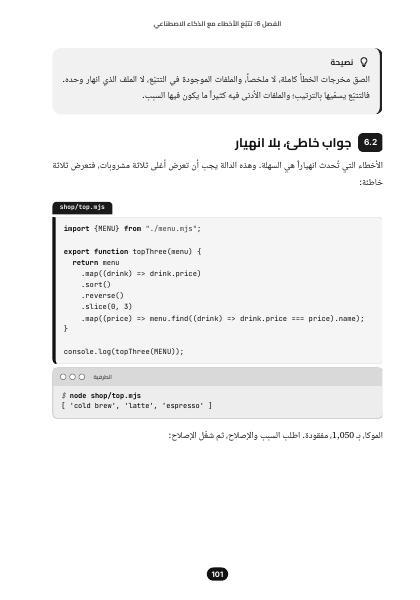 الفصل 6: تتبّع الأخطاء مع الذكاء الاصطناعي
نصيحة
الصق مخرجات الخطأ كاملة، لا ملخصاً، والملفات الموجودة في التتبّع، لا الملف الذي انهار وحده.
فالتتبّع يسمّيها بالترتيب؛ والملفات الأدنى فيه كثيراً ما يكون فيها السبب.
6.2 جواب خاطئ، بلا انهيار
الأخطاء التي تُحدث انهياراً هي السهلة. وهذه الدالة يجب أن تعرض أغلى ثلاثة مشروبات، فتعرض ثلاثة
خاطئة:
shop/top.mjs
import {MENU} from "./menu.mjs";
export function topThree(menu) {
  return menu
    .map((drink) => drink.price)
    .sort()
    .reverse()
    .slice(0, 3)
    .map((price) => menu.find((drink) => drink.price === price).name);
}
console.log(topThree(MENU));
الطرفية
$ node shop/top.mjs
[ 'cold brew', 'latte', 'espresso' ]
الموكا، بـ 1,050، مفقودة. اطلب السبب والإصلاح، ثم شغّل الإصلاح:
101